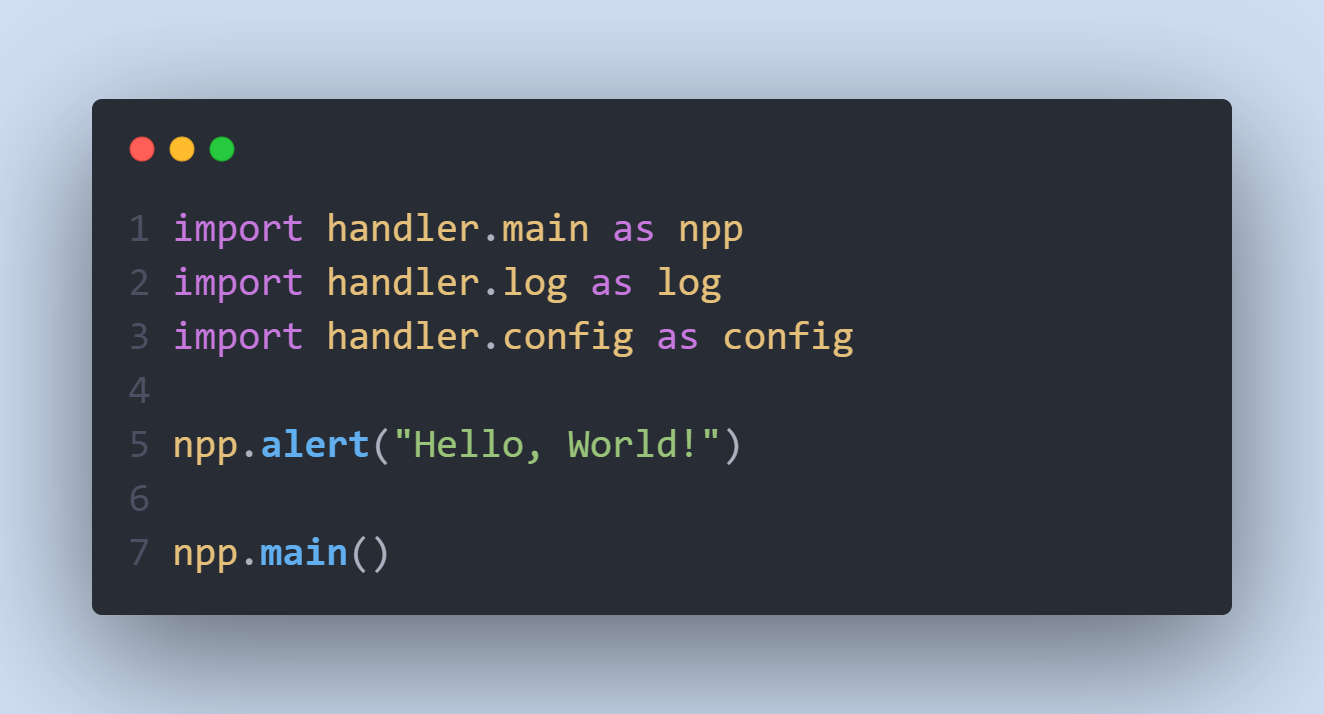 1 import handler.main as npp
2 import handler.log as log
3 import handler.config as config
4
5 npp.alert("Hello, World!")
6
7 npp.main()